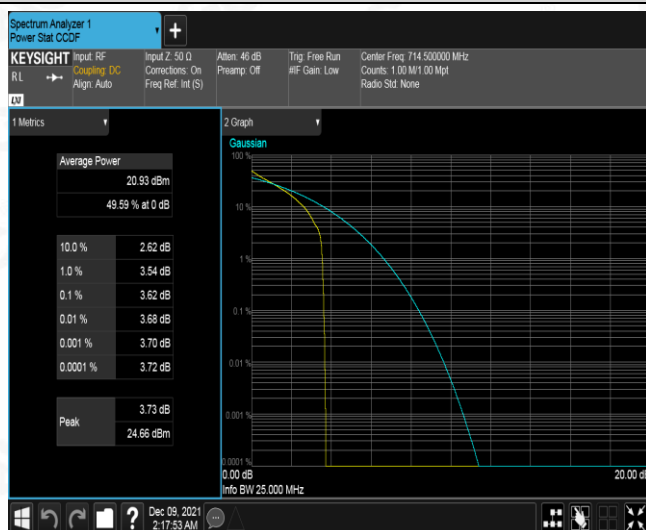 Spectrum Analyzer 1
Power Stat CCDF
+
KEYSIGHT
RL
LXI
Input: RF
Coupling: DC
Align: Auto
Input Z: 50 Ω
Corrections: On
Freq Ref: Int (S)
Atten: 46 dB
Preamp: Off
Trig: Free Run
#IF Gain: Low
Center Freq: 714.500000 MHz
Counts: 1.00 M/1.00 Mpt
Radio Std: None
1 Metrics
Average Power
20.93 dBm
49.59 % at 0 dB
10.0 % 2.62 dB
1.0 % 3.54 dB
0.1 % 3.62 dB
0.01 % 3.68 dB
0.001 % 3.70 dB
0.0001 % 3.72 dB
Peak
3.73 dB
24.66 dBm
2 Graph
Gaussian
100 %
10 %
1 %
0.1 %
0.01 %
0.001 %
0.0001 %
0.00 dB
20.00 dB
Info BW 25.000 MHz
?
Dec 09, 2021
2:17:53 AM